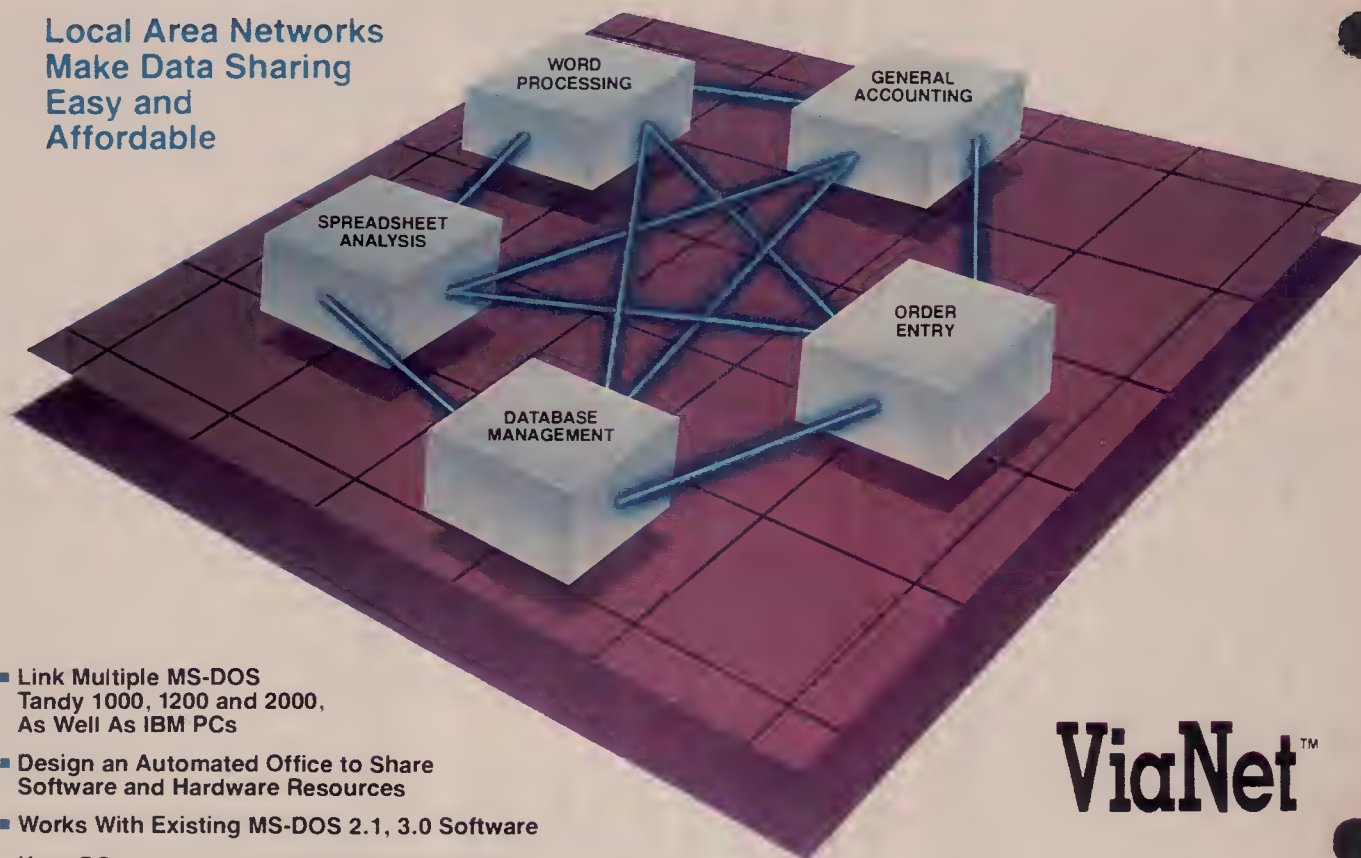 Local Area Networks
Make Data Sharing
Easy and
Affordable
WORD
PROCESSING
GENERAL
ACCOUNTING
SPREADSHEET
ANALYSIS
ORDER
ENTRY
DATABASE
MANAGEMENT
Link Multiple MS-DOS
Tandy 1000, 1200 and 2000,
As Well As IBM PCs
Design an Automated Office to Share
Software and Hardware Resources
Works With Existing MS-DOS 2.1, 3.0 Software
ViaNet™